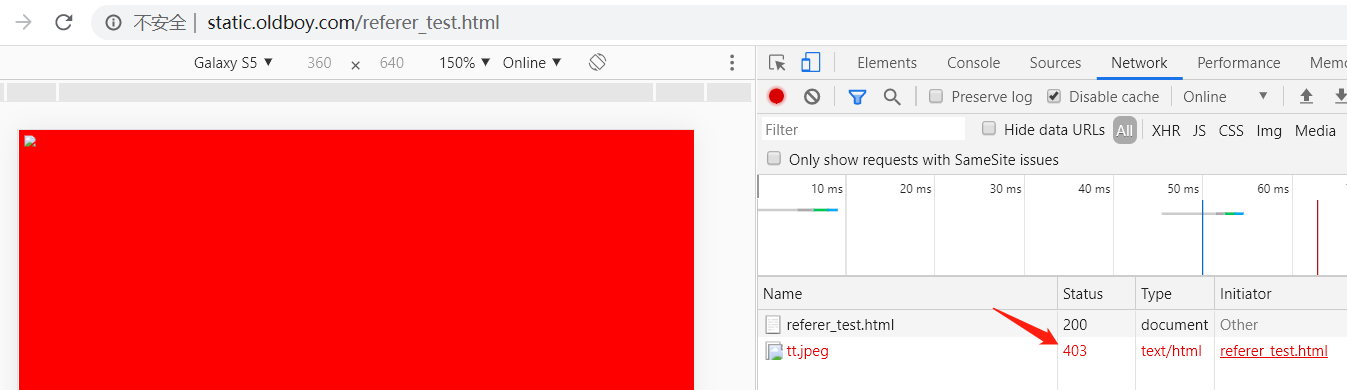 不安全 | static.oldboy.com/referer_test.html
Galaxy S5 ▼ 360 × 640 150% ▼ Online ▼
Elements Console Sources Network Performance Memo
Preserve log Disable cache Online ▼
Filter Hide data URLs All XHR JS CSS Img Media
Only show requests with SameSite issues
10 ms 20 ms 30 ms 40 ms 50 ms 60 ms
Name Status Type Initiator
referer_test.html 200 document Other
tt.jpeg 403 text/html referer_test.html